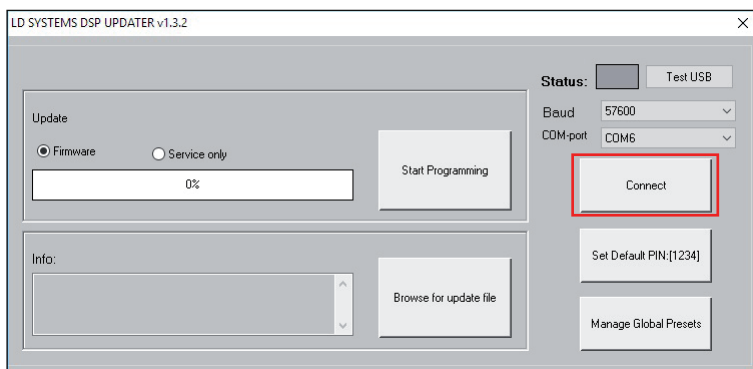 LD SYSTEMS DSP UPDATER v1.3.2
Status:
Test USB
Update
Baud
57600
Firmware
Service only
COM-port
COM6
0%
Start Programming
Connect
Info:
Set Default PIN:[1234]
Browse for update file
Manage Global Presets